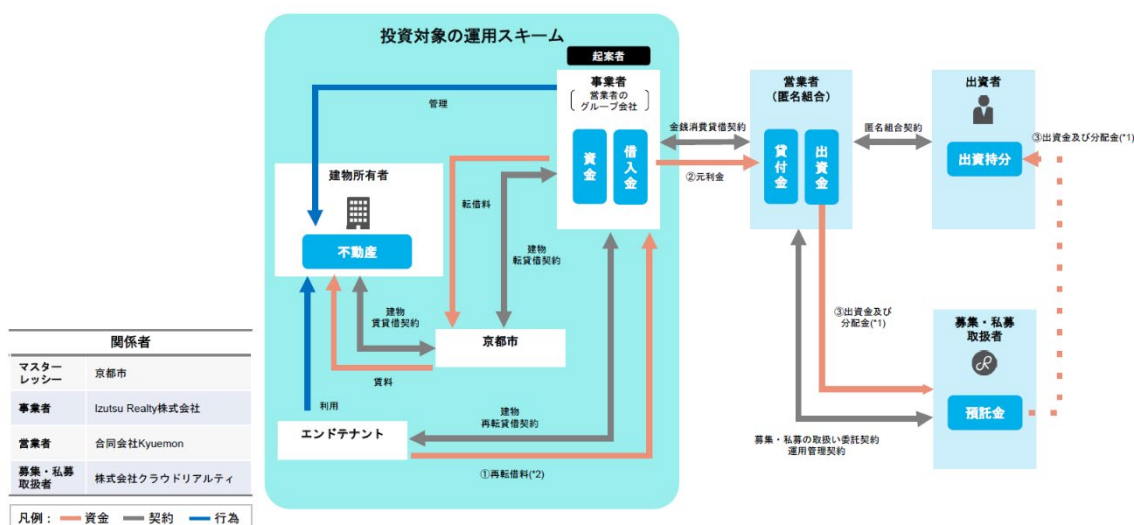 投資対象の運用スキーム
起案者
事業者
営業者の
グループ会社
資金
借入金
管理
建物所有者
不動産
転借料
建物
転貸借契約
建物
賃貸借契約
京都市
賃料
利用
エンドテナント
建物
再転貸借契約
①再転借料(*2)
金銭消費貸借契約
②元利金
営業者
(匿名組合)
貸付金
出資金
匿名組合契約
出資者
出資持分
③出資金及び分配金(*1)
③出資金及び
分配金(*1)
募集・私募
取扱者
預託金
募集・私募の取扱い委託契約
運用管理契約
関係者
マスター
レッシー
京都市
事業者
Izutsu Realty株式会社
営業者
合同会社Kyuemon
募集・私募
取扱者
株式会社クラウドリアルティ
凡例： 資金 契約 行為